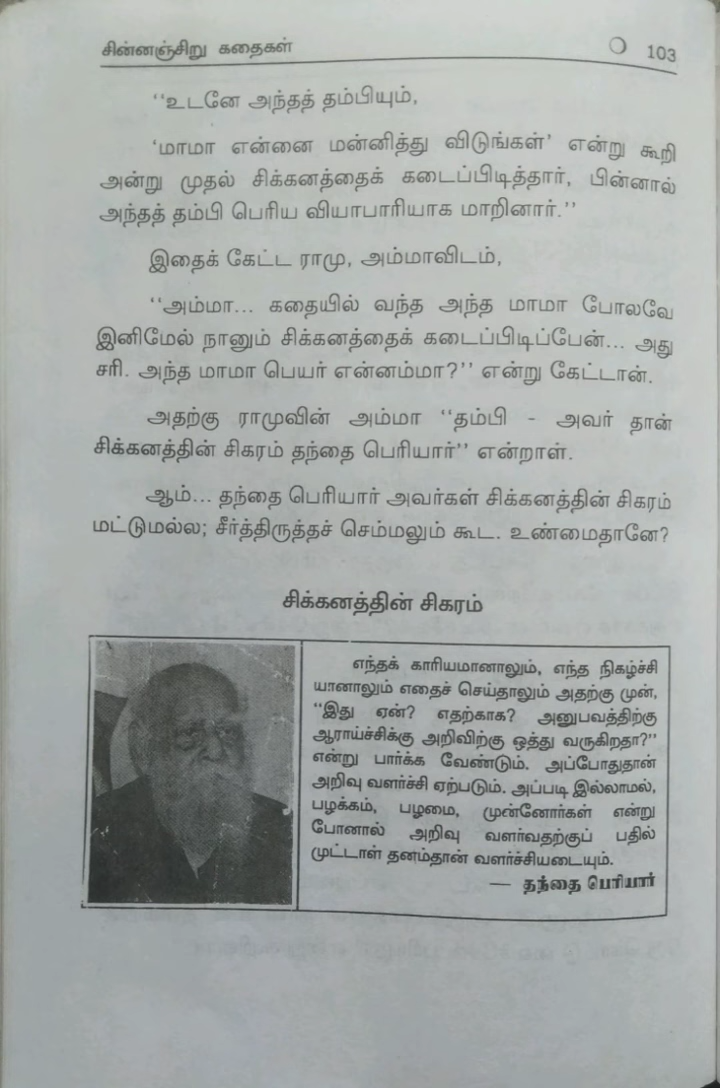 சின்னஞ்சிறு கதைகள்
103
‘‘உடனே அந்தத் தம்பியும்,
‘மாமா என்னை மன்னித்து விடுங்கள்’ என்று கூறி
அன்று முதல் சிக்கனத்தைக் கடைப்பிடித்தார், பின்னால்
அந்தத் தம்பி பெரிய வியாபாரியாக மாறினார்.’’
இதைக் கேட்ட ராமு, அம்மாவிடம்,
‘‘அம்மா... கதையில் வந்த அந்த மாமா போலவே
இனிமேல் நானும் சிக்கனத்தைக் கடைப்பிடிப்பேன்... அது
சரி. அந்த மாமா பெயர் என்னம்மா?’’ என்று கேட்டான்.
அதற்கு ராமுவின் அம்மா ‘‘தம்பி - அவர் தான்
சிக்கனத்தின் சிகரம் தந்தை பெரியார்’’ என்றாள்.
ஆம்... தந்தை பெரியார் அவர்கள் சிக்கனத்தின் சிகரம்
மட்டுமல்ல; சீர்த்திருத்தச் செம்மலும் கூட. உண்மைதானே?
சிக்கனத்தின் சிகரம்
எந்தக் காரியமானாலும், எந்த நிகழ்ச்சி
யானாலும் எதைச் செய்தாலும் அதற்கு முன்,
‘‘இது ஏன்? எதற்காக? அனுபவத்திற்கு
ஆராய்ச்சிக்கு அறிவிற்கு ஒத்து வருகிறதா?’’
என்று பார்க்க வேண்டும். அப்போதுதான்
அறிவு வளர்ச்சி ஏற்படும். அப்படி இல்லாமல்,
பழக்கம், பழமை, முன்னோர்கள் என்று
போனால் அறிவு வளர்வதற்குப் பதில்
முட்டாள் தனம்தான் வளர்ச்சியடையும்.
— தந்தை பெரியார்